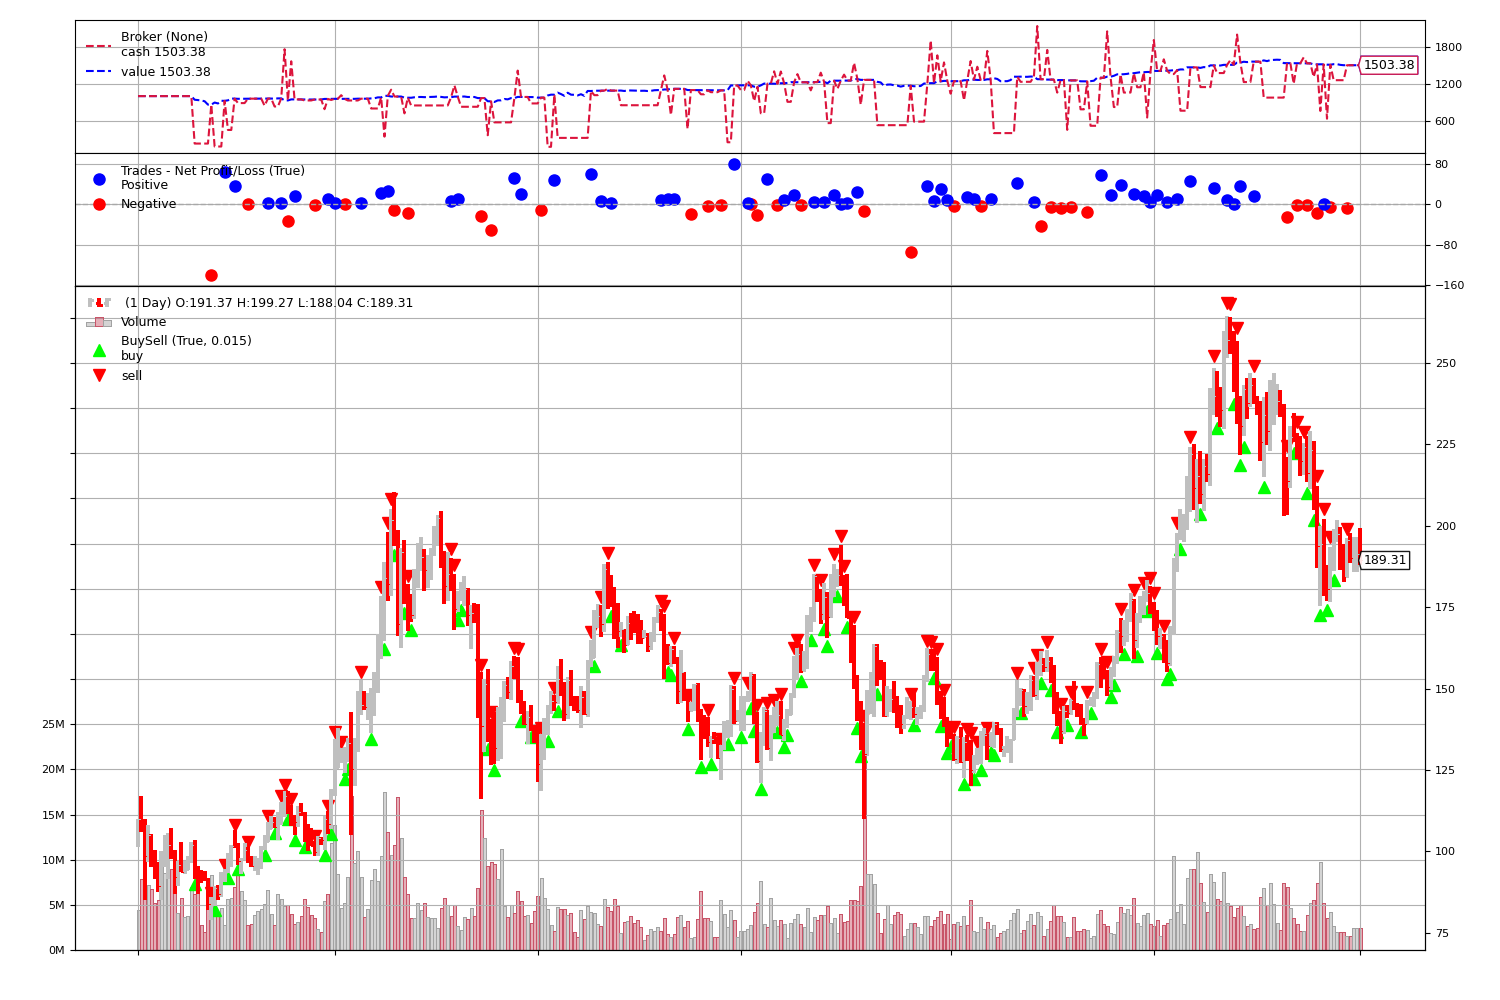 Broker (None)
cash 1503.38
value 1503.38
1800
1503.38
1200
600
Trades - Net Profit/Loss (True)
Positive
Negative
80
0
−80
−160
(1 Day) O:191.37 H:199.27 L:188.04 C:189.31
Volume
BuySell (True, 0.015)
buy
sell
250
225
200
189.31
175
150
125
100
75
25M
20M
15M
10M
5M
0M